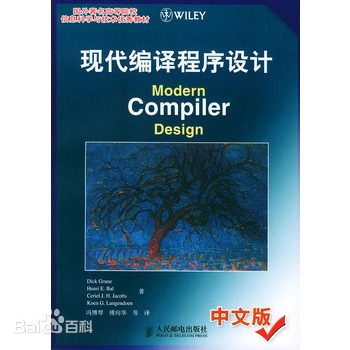 国外著名高等院校
信息科学与技术优秀教材
WILEY
现代编译程序设计
Modern
Compiler
Design
Dick Grune
Henri E. Bal
Ceriel J. H. Jacobs
Koen G. Langendoen
著
冯博琴 傅向华 等 译
中文版
人民邮电出版社
Baidu百科